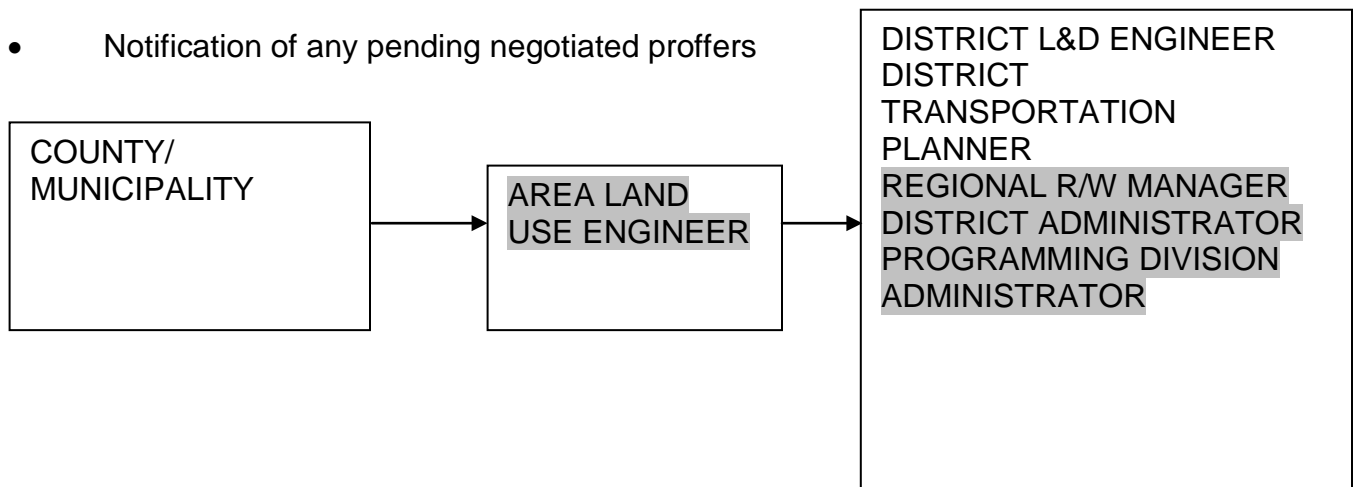 • Notification of any pending negotiated proffers
COUNTY/
MUNICIPALITY
AREA LAND
USE ENGINEER
DISTRICT L&D ENGINEER
DISTRICT
TRANSPORTATION
PLANNER
REGIONAL R/W MANAGER
DISTRICT ADMINISTRATOR
PROGRAMMING DIVISION
ADMINISTRATOR